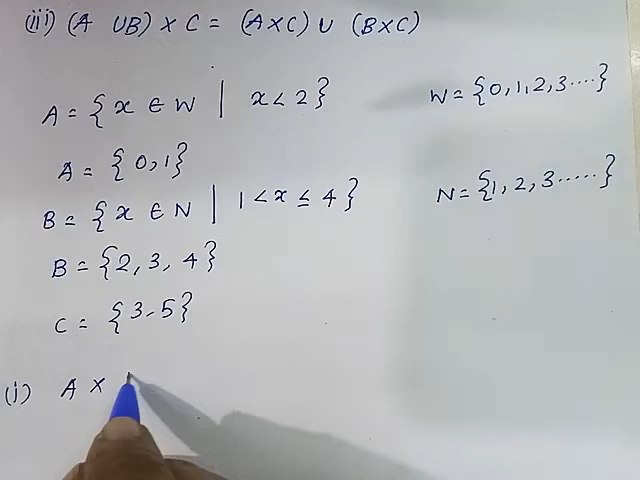 (iii) (A ∪B) × C = (A×C) ∪ (B×C)
A = {x ∈ W | x < 2}
W = {0, 1, 2, 3....}
A = {0, 1}
B = {x ∈ N | 1 < x ≤ 4}
N = {1, 2, 3.....}
B = {2, 3, 4}
C = {3, 5}
(i) A ×